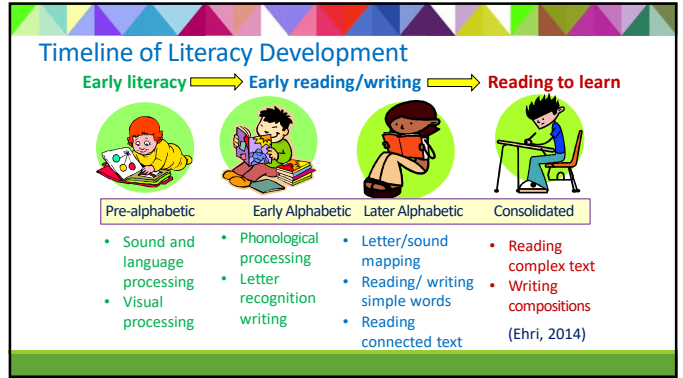 Timeline of Literacy Development
Early literacy Early reading/writing Reading to learn
Pre-alphabetic Early Alphabetic Later Alphabetic Consolidated
• Sound and
language
processing
• Visual
processing
• Phonological
processing
• Letter
recognition
writing
• Letter/sound
mapping
• Reading/ writing
simple words
• Reading
connected text
• Reading
complex text
• Writing
compositions
(Ehri, 2014)